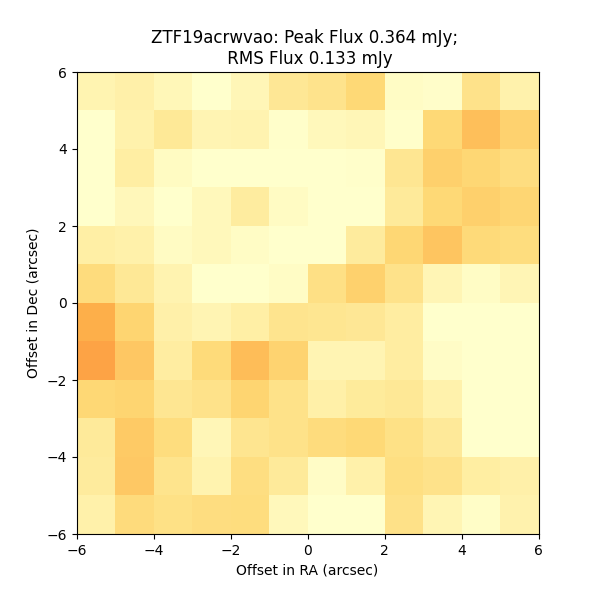 ZTF19acrwvao: Peak Flux 0.364 mJy;
RMS Flux 0.133 mJy
6
4
2
0
−2
−4
−6
Offset in Dec (arcsec)
−6 −4 −2 0 2 4 6
Offset in RA (arcsec)